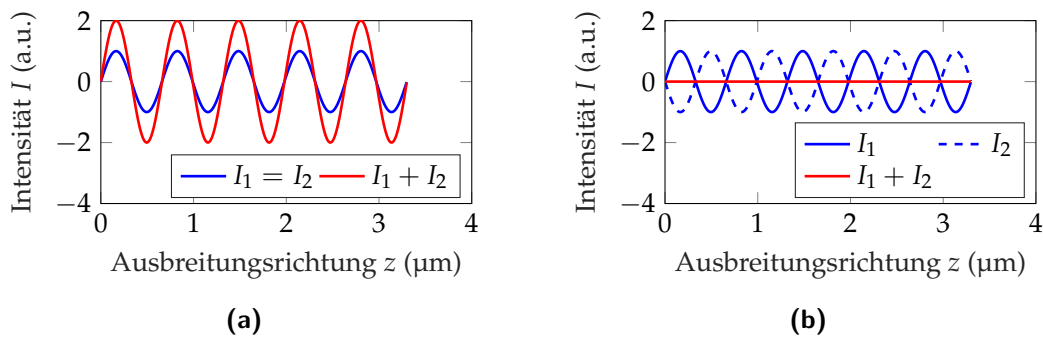 Intensität I (a.u.)
2
0
−2
−4
I₁ = I₂
I₁ + I₂
0 1 2 3 4
Ausbreitungsrichtung z (µm)
(a)
Intensität I (a.u.)
2
0
−2
−4
I₁
I₂
I₁ + I₂
0 1 2 3 4
Ausbreitungsrichtung z (µm)
(b)